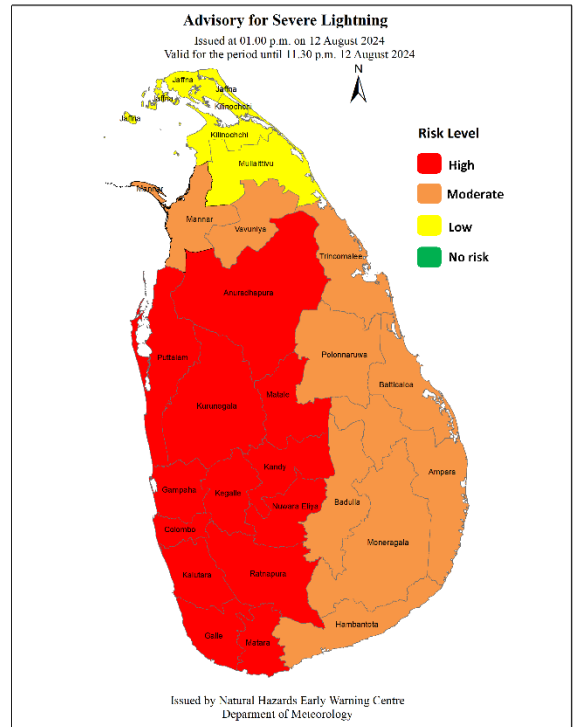 Advisory for Severe Lightning
Issued at 01.00 p.m. on 12 August 2024
Valid for the period until 11.30 p.m. 12 August 2024
N
Jaffna
Jaffna
Jaffna
Kilinochchi
Jaffna
Kilinochchi
Mullaittivu
Mannar
Mannar
Vavuniya
Trincomalee
Anuradhapura
Polonnaruwa
Puttalam
Batticaloa
Matale
Kurunegala
Kandy
Ampara
Gampaha
Kegalle
Badulla
Nuwara Eliya
Colombo
Moneragala
Kalutara
Ratnapura
Hambantota
Galle
Matara
Risk Level
High
Moderate
Low
No risk
Issued by Natural Hazards Early Warning Centre
Deparment of Meteorology